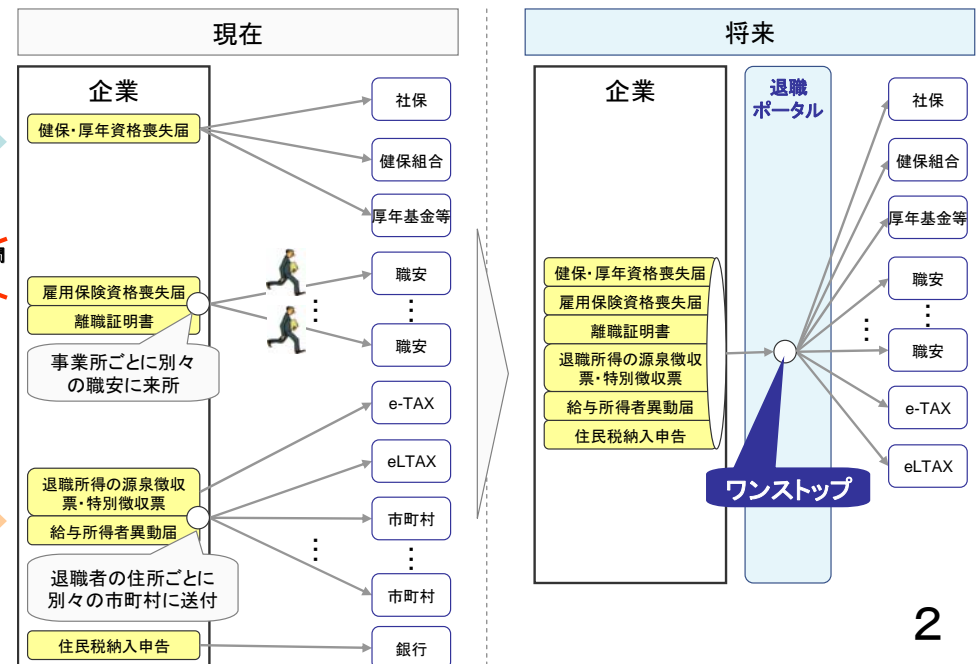 現在
企業
健保・厚年資格喪失届
社保
健保組合
厚年基金等
雇用保険資格喪失届
離職証明書
職安
職安
事業所ごとに別々
の職安に来所
退職所得の源泉徴収
票・特別徴収票
給与所得者異動届
e-TAX
eLTAX
市町村
市町村
退職者の住所ごとに
別々の市町村に送付
住民税納入申告
銀行
将来
企業
退職
ポータル
健保・厚年資格喪失届
雇用保険資格喪失届
離職証明書
退職所得の源泉徴収
票・特別徴収票
給与所得者異動届
住民税納入申告
ワンストップ
社保
健保組合
厚年基金等
職安
職安
e-TAX
eLTAX
2